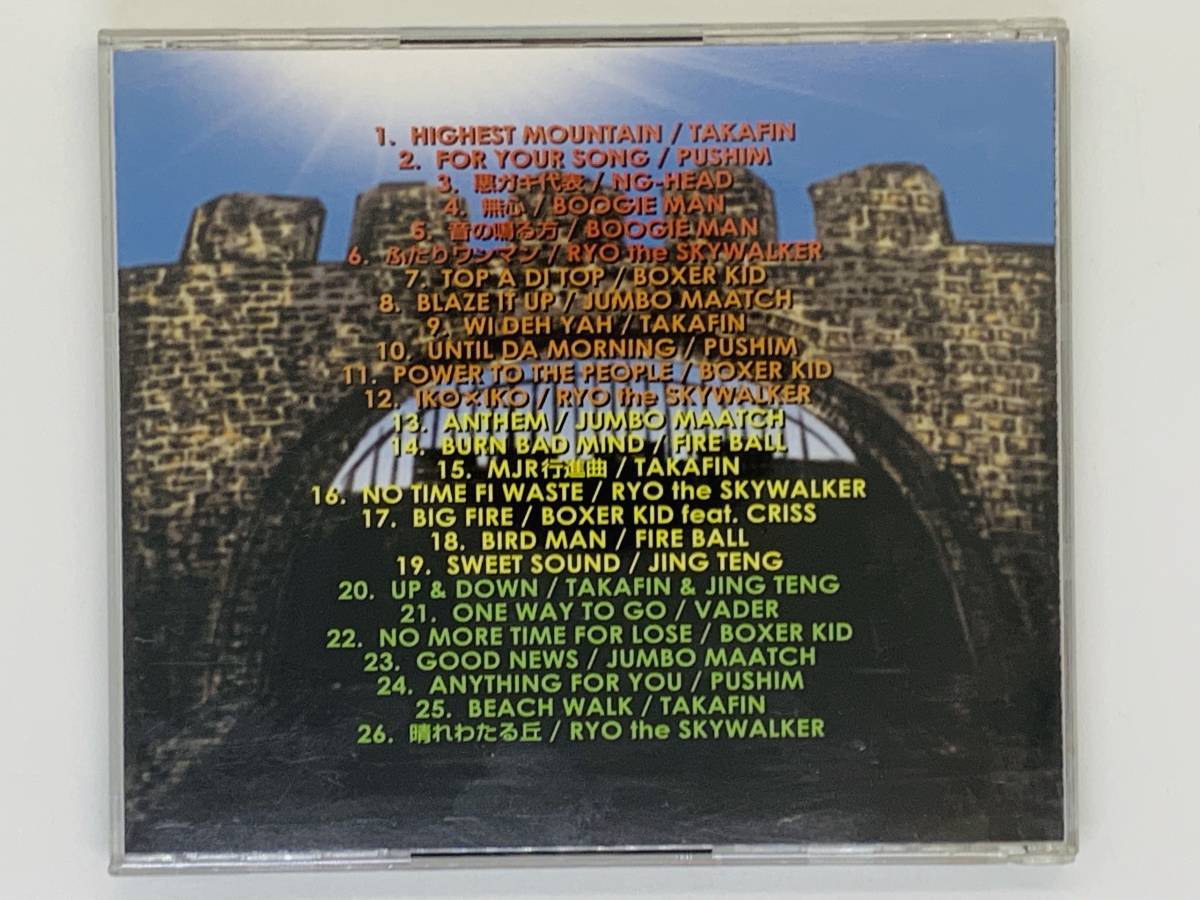 1. HIGHEST MOUNTAIN / TAKAFIN
2. FOR YOUR SONG / PUSHIM
3. 悪ガキ代表 / NG-HEAD
4. 無心 / BOOGIE MAN
5. 音の鳴る方 / BOOGIE MAN
6. ふたりワンマン / RYO the SKYWALKER
7. TOP A DJ TOP / BOXER KID
8. BLAZE IT UP / JUMBO MAATCH
9. WI DEH YAH / TAKAFIN
10. UNTIL DA MORNING / PUSHIM
11. POWER TO THE PEOPLE / BOXER KID
12. IKO×IKO / RYO the SKYWALKER
13. ANTHEM / JUMBO MAATCH
14. BURN BAD MIND / FIRE BALL
15. MJR行進曲 / TAKAFIN
16. NO TIME FI WASTE / RYO the SKYWALKER
17. BIG FIRE / BOXER KID feat. CRISS
18. BIRD MAN / FIRE BALL
19. SWEET SOUND / JING TENG
20. UP & DOWN / TAKAFIN & JING TENG
21. ONE WAY TO GO / VADER
22. NO MORE TIME FOR LOSE / BOXER KID
23. GOOD NEWS / JUMBO MAATCH
24. ANYTHING FOR YOU / PUSHIM
25. BEACH WALK / TAKAFIN
26. 晴れわたる丘 / RYO the SKYWALKER